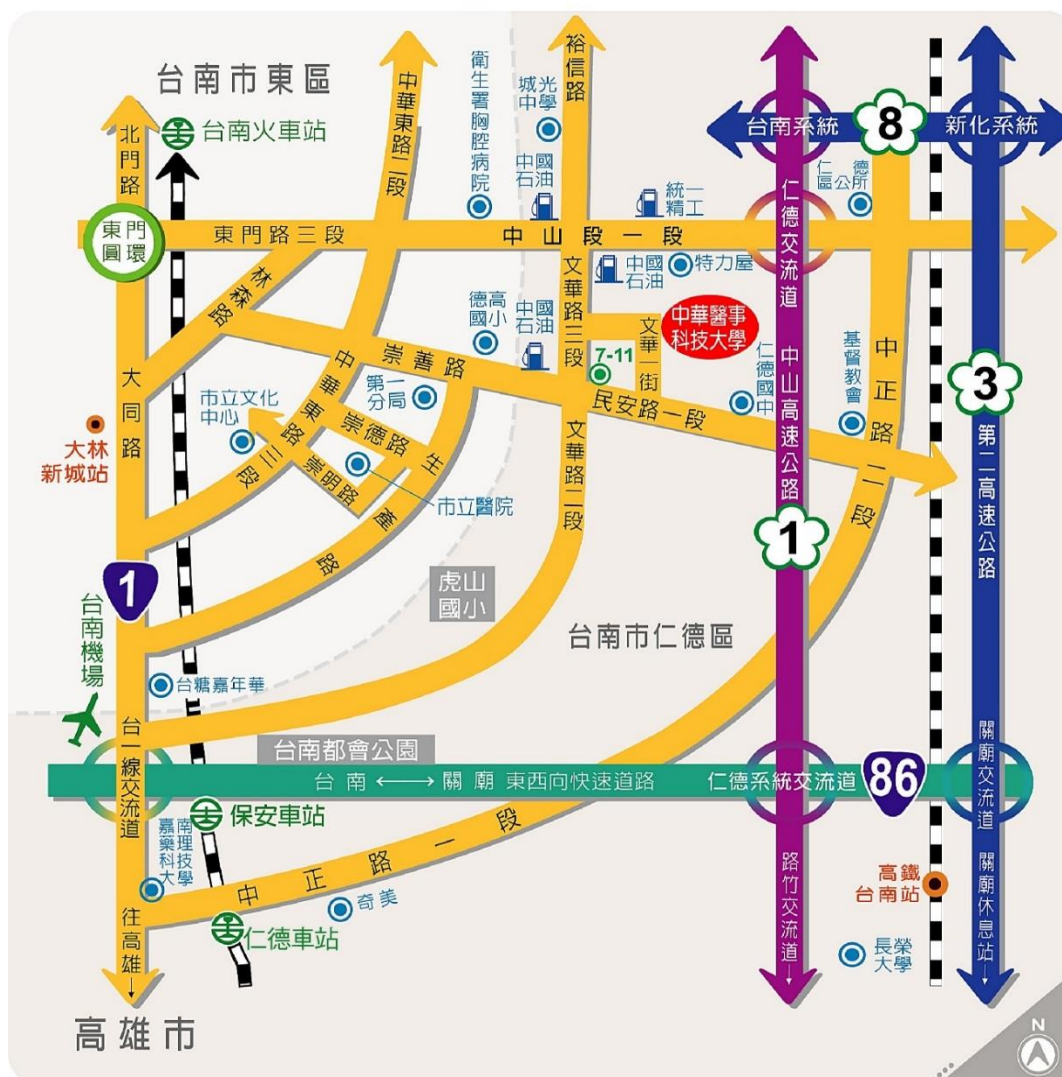 台南市東區
台南火車站
北門路
東門
圓環
東門路三段
中華東路二段
衛生署胸腔病院
城光
中學
中國
石油
裕信路
統一
精工
中山段一段
台南系統
8
新化系統
仁德
區公所
仁德交流道
林森路
德高
國小
中國
石油
文華路三段
中國
石油
特力屋
中華醫事
科技大學
文華一街
7-11
仁德國中
中山高速公路
基督教會
中正路二段
3
第二高速公路
大同路
大林
新城站
崇善路
民安路一段
市立文化
中心
中華東路三段
第一
分局
崇德路
崇明路
市立醫院
生產路
文華路二段
1
1
虎山
國小
台南市仁德區
台南機場
台糖嘉年華
台一線交流道
台南都會公園
台南 ⟷ 關廟 東西向快速道路
仁德系統交流道
86
關廟交流道
保安車站
嘉南
藥理
科技
大學
中正路一段
奇美
仁德車站
往高雄↓
路竹交流道↓
高鐵
台南站
長榮
大學
關廟休息站↓
高雄市
N